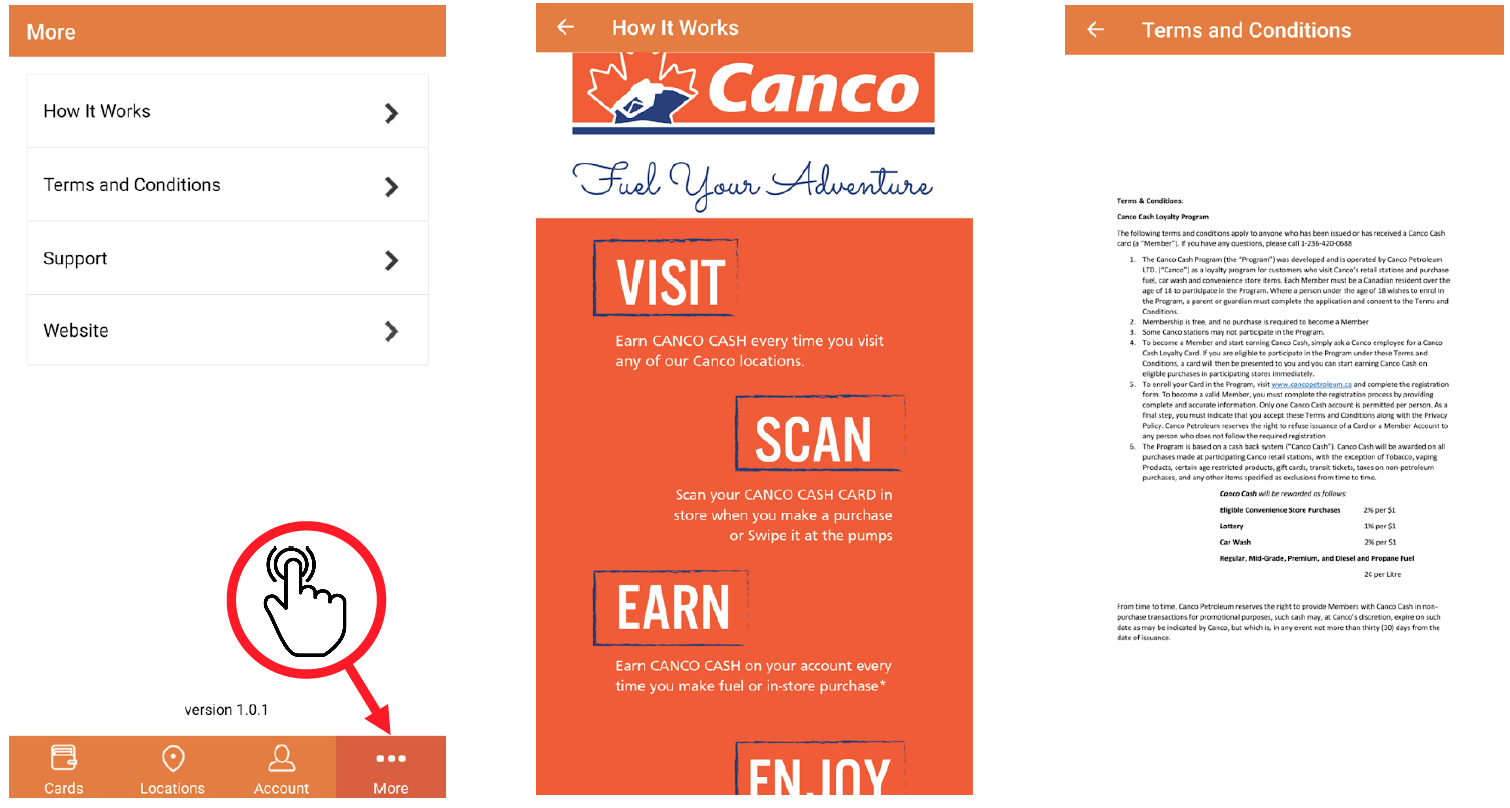 More
How It Works
Terms and Conditions
Support
Website
version 1.0.1
Cards
Locations
Account
More
How It Works
Canco
Fuel Your Adventure
VISIT
Earn CANCO CASH every time you visit
any of our Canco locations.
SCAN
Scan your CANCO CASH CARD in
store when you make a purchase
or Swipe it at the pumps
EARN
Earn CANCO CASH on your account every
time you make fuel or in-store purchase*
ENJOY
Terms and Conditions
Terms & Conditions:
Canco Cash Loyalty Program
The following terms and conditions apply to anyone who has been issued or has received a Canco Cash
card (a "Member"). If you have any questions, please call 1-236-420-0688
1. The Canco Cash Program (the "Program") was developed and is operated by Canco Petroleum
LTD. ("Canco") as a loyalty program for customers who visit Canco's retail stations and purchase
fuel, car wash and convenience store items. Each Member must be a Canadian resident over the
age of 18 to participate in the Program. Where a person under the age of 18 wishes to enrol in
the Program, a parent or guardian must complete the application and consent to the Terms and
Conditions.
2. Membership is free, and no purchase is required to become a Member
3. Some Canco stations may not participate in the Program.
4. To become a Member and start earning Canco Cash, simply ask a Canco employee for a Canco
Cash Loyalty Card. If you are eligible to participate in the Program under these Terms and
Conditions, a card will then be presented to you and you can start earning Canco Cash on
eligible purchases in participating stores immediately.
5. To enroll your Card in the Program, visit www.cancopetroleum.ca and complete the registration
form. To become a valid Member, you must complete the registration process by providing
complete and accurate information. Only one Canco Cash account is permitted per person. As a
final step, you must indicate that you accept these Terms and Conditions along with the Privacy
Policy. Canco Petroleum reserves the right to refuse issuance of a Card or a Member Account to
any person who does not follow the required registration
6. The Program is based on a cash back system ("Canco Cash"). Canco Cash will be awarded on all
purchases made at participating Canco retail stations, with the exception of Tobacco, vaping
Products, certain age restricted products, gift cards, transit tickets, taxes on non-petroleum
purchases, and any other items specified as exclusions from time to time.
Canco Cash will be rewarded as follows:
Eligible Convenience Store Purchases 2% per $1
Lottery 1% per $1
Car Wash 2% per $1
Regular, Mid-Grade, Premium, and Diesel and Propane Fuel
2¢ per Litre
From time to time, Canco Petroleum reserves the right to provide Members with Canco Cash in non-
purchase transactions for promotional purposes, such cash may, at Canco's discretion, expire on such
date as may be indicated by Canco, but which is, in any event not more than thirty (30) days from the
date of issuance.